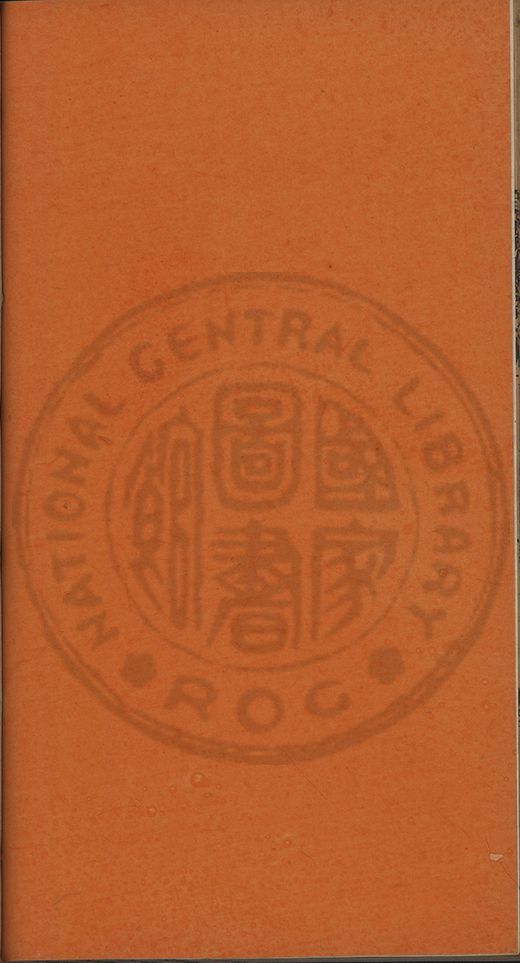 NATIONAL CENTRAL LIBRARY
國家
圖書
館
ROC